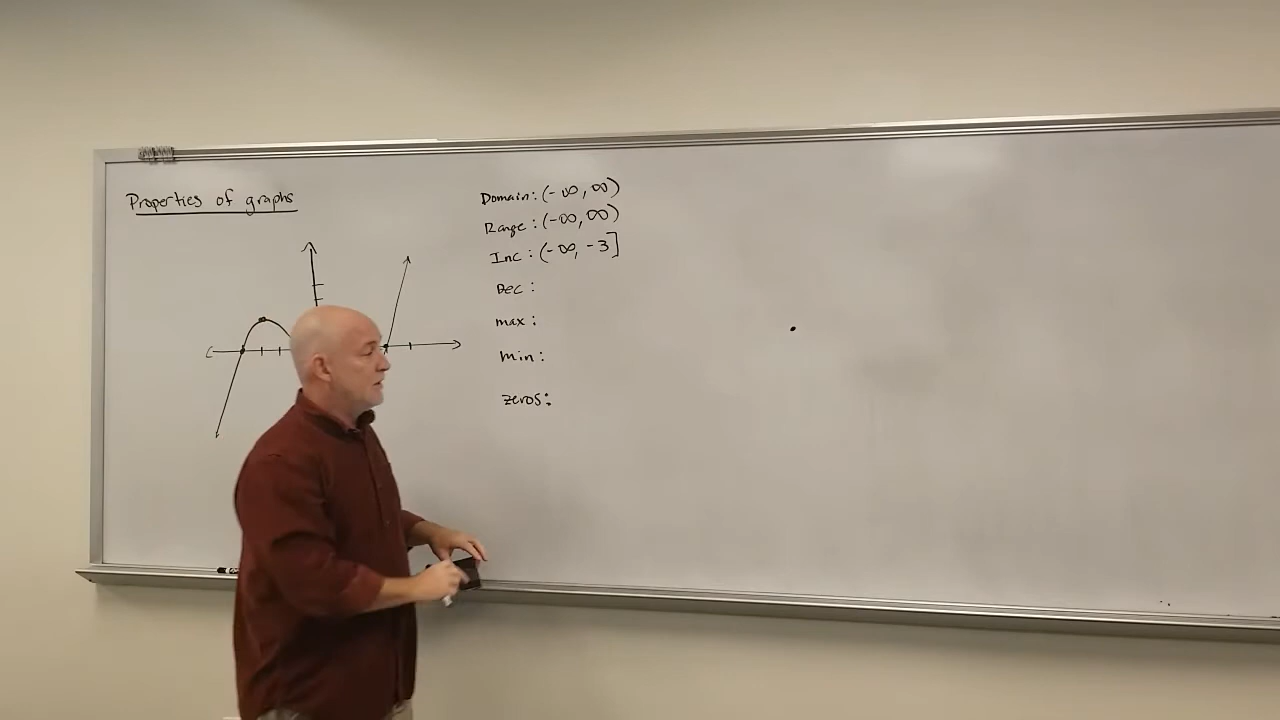 Properties of graphs
Domain: (-∞, ∞)
Range: (-∞, ∞)
Inc: (-∞, -3]
Dec:
max:
min:
zeros: